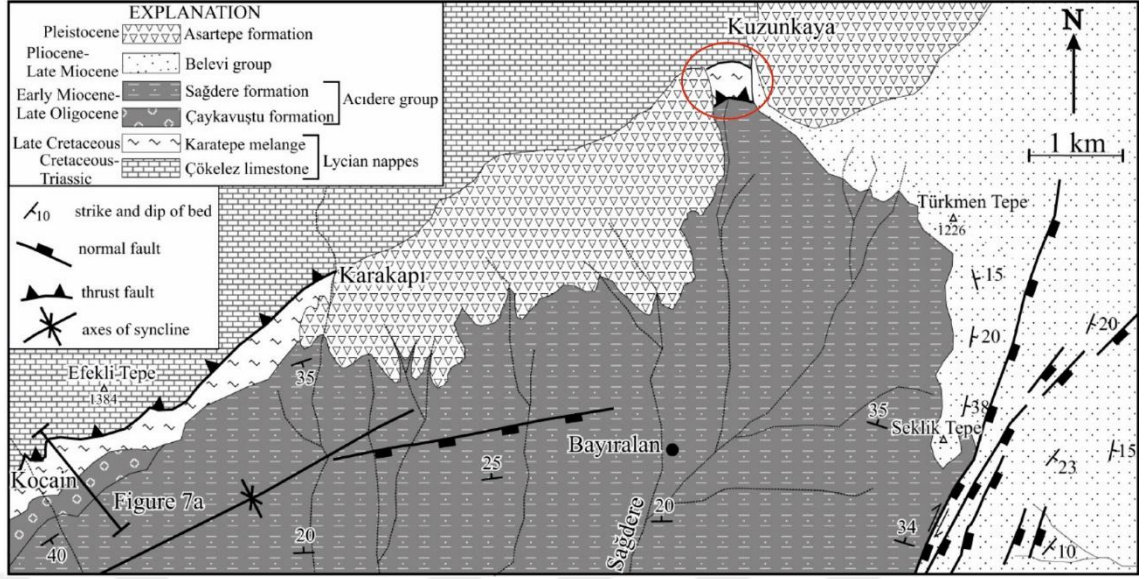 EXPLANATION
Pleistocene Asartepe formation
Pliocene-
Late Miocene Belevi group
Early Miocene- Sağdere formation
Late Oligocene Çaykavuştu formation
Acıdere group
Late Cretaceous Karatepe melange
Cretaceous-
Triassic Çökelez limestone
Lycian nappes
10 strike and dip of bed
normal fault
thrust fault
axes of syncline
Kuzunkaya
N
1 km
Türkmen Tepe
1226
15
20
20
Karakapı
35
Efekli Tepe
1384
38
35
Seklik Tepe
Bayıralan
15
23
Kocain
Figure 7a
25
20
Sağdere
34
20
40
10